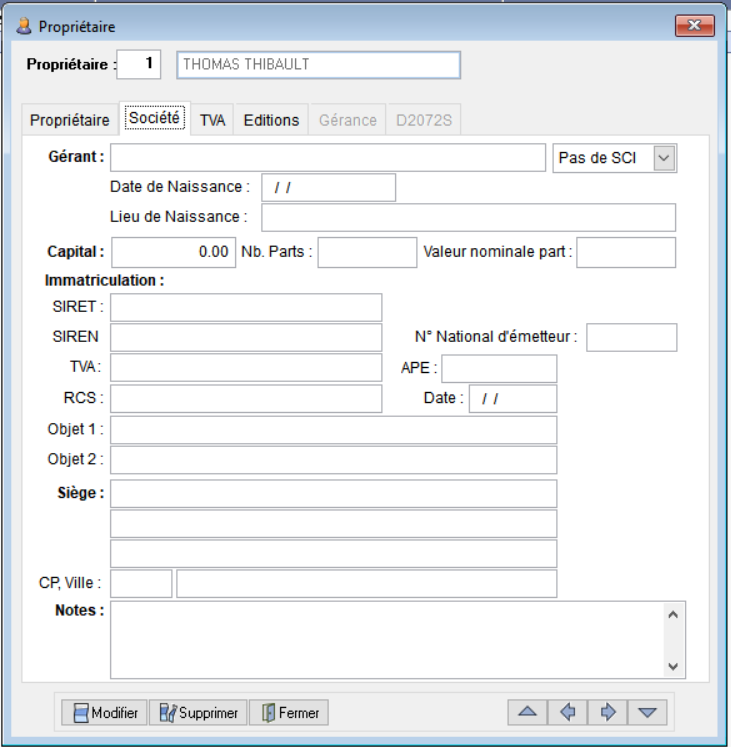 Propriétaire
Propriétaire : 1 THOMAS THIBAULT
Propriétaire Société TVA Editions Gérance D2072S
Gérant : Pas de SCI
Date de Naissance : / /
Lieu de Naissance :
Capital : 0.00 Nb. Parts : Valeur nominale part :
Immatriculation :
SIRET :
SIREN N° National d'émetteur :
TVA : APE :
RCS : Date : / /
Objet 1 :
Objet 2 :
Siège :
CP, Ville :
Notes :
Modifier Supprimer Fermer